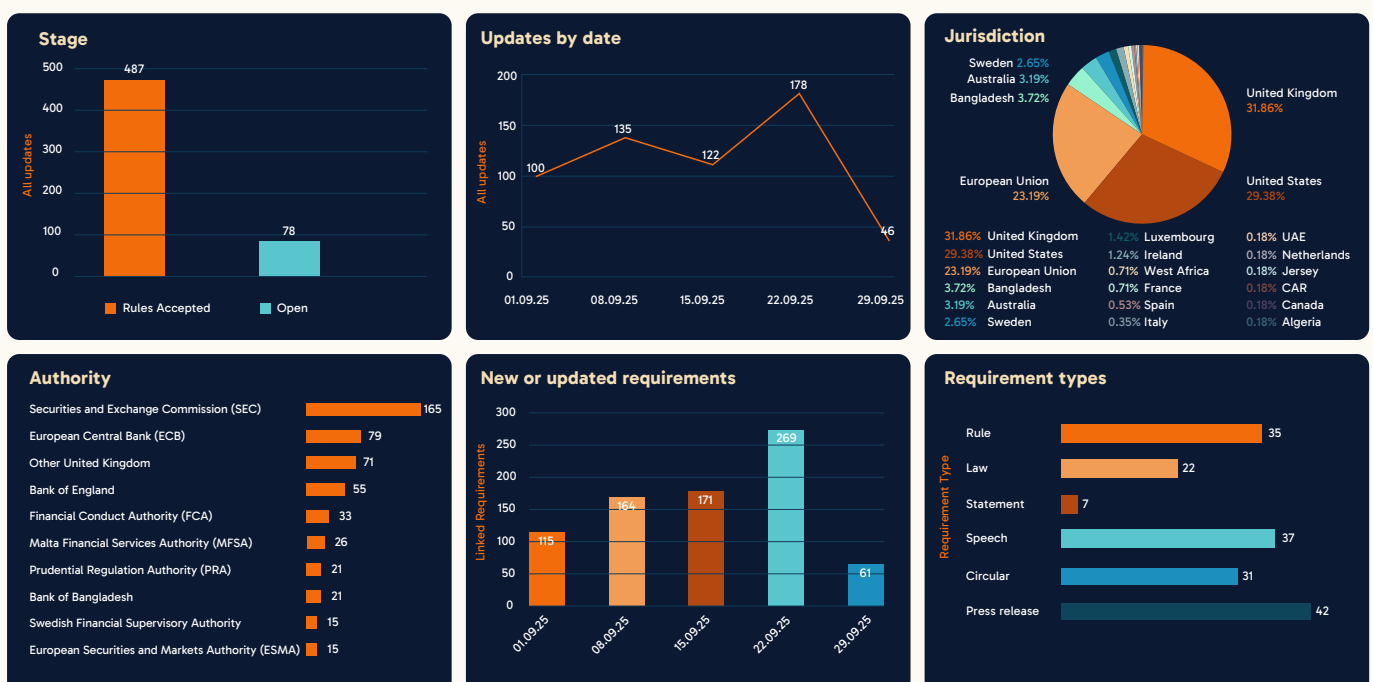 Stage
500
400
300
200
100
0
All updates
487
78
Rules Accepted
Open
Updates by date
200
150
100
50
0
All updates
100
135
122
178
46
01.09.25
08.09.25
15.09.25
22.09.25
29.09.25
Jurisdiction
Sweden 2.65%
Australia 3.19%
Bangladesh 3.72%
European Union
23.19%
United Kingdom
31.86%
United States
29.38%
31.86% United Kingdom
29.38% United States
23.19% European Union
3.72% Bangladesh
3.19% Australia
2.65% Sweden
1.42% Luxembourg
1.24% Ireland
0.71% West Africa
0.71% France
0.53% Spain
0.35% Italy
0.18% UAE
0.18% Netherlands
0.18% Jersey
0.18% CAR
0.18% Canada
0.18% Algeria
Authority
Securities and Exchange Commission (SEC) 165
European Central Bank (ECB) 79
Other United Kingdom 71
Bank of England 55
Financial Conduct Authority (FCA) 33
Malta Financial Services Authority (MFSA) 26
Prudential Regulation Authority (PRA) 21
Bank of Bangladesh 21
Swedish Financial Supervisory Authority 15
European Securities and Markets Authority (ESMA) 15
New or updated requirements
300
250
200
150
100
50
0
Linked Requirements
115
164
171
269
61
01.09.25
08.09.25
15.09.25
22.09.25
29.09.25
Requirement types
Requirement Type
Rule 35
Law 22
Statement 7
Speech 37
Circular 31
Press release 42